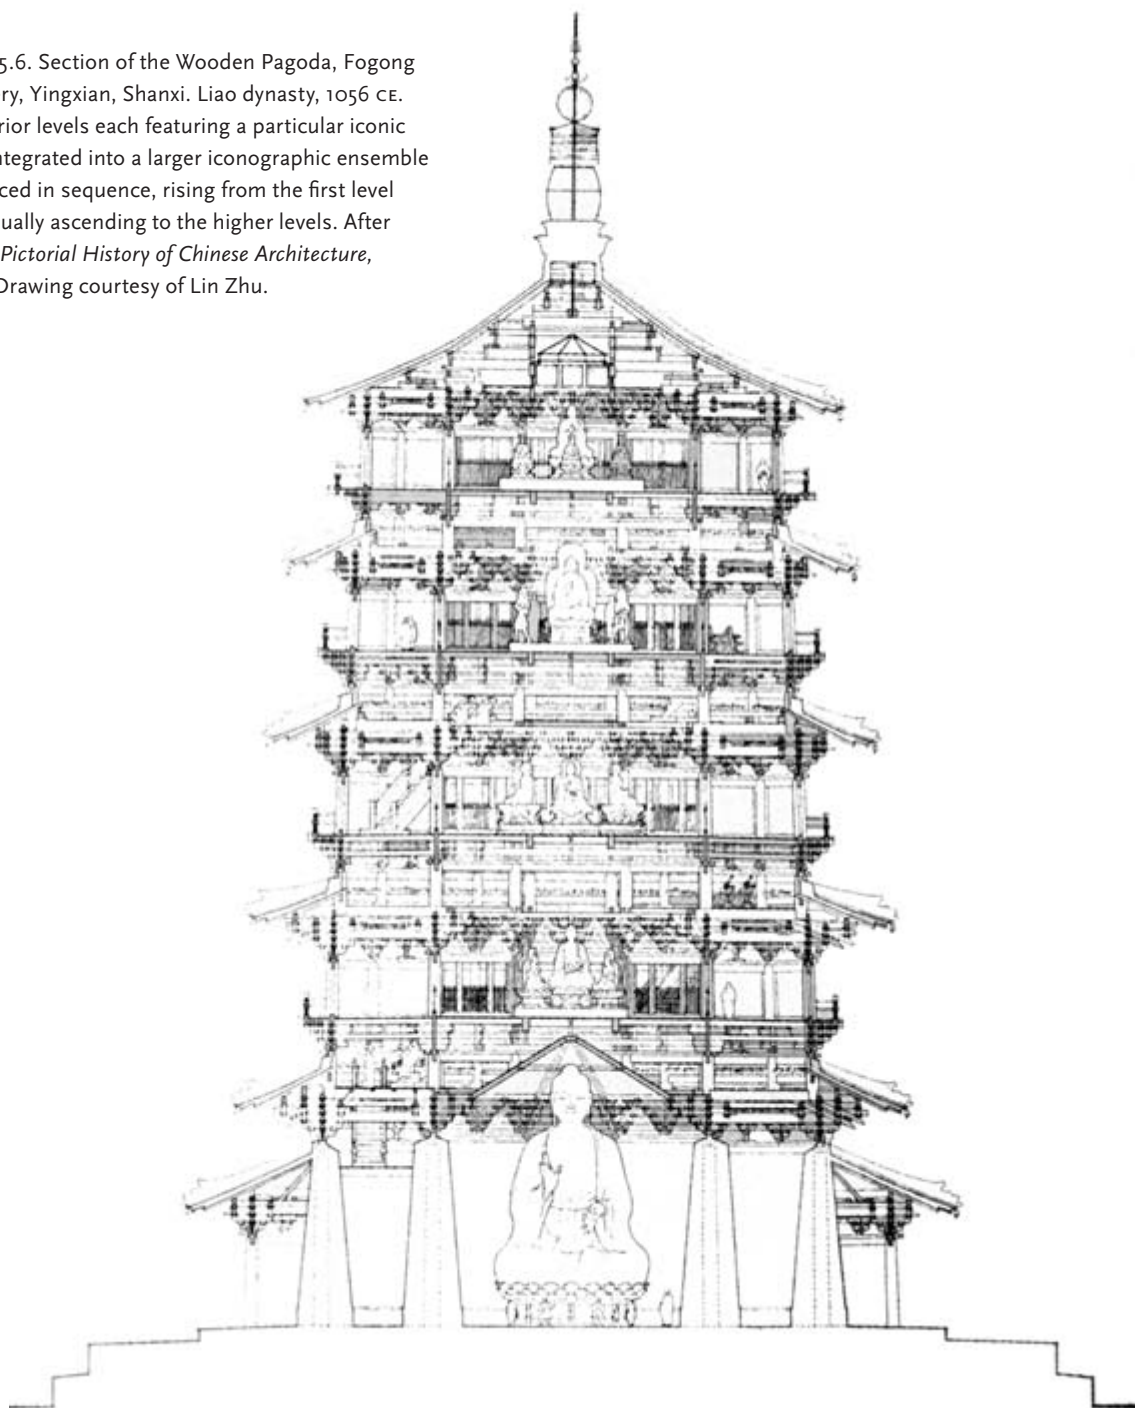 5.6. Section of the Wooden Pagoda, Fogong
ry, Yingxian, Shanxi. Liao dynasty, 1056 CE.
rior levels each featuring a particular iconic
ntegrated into a larger iconographic ensemble
ced in sequence, rising from the first level
ually ascending to the higher levels. After
Pictorial History of Chinese Architecture,
Drawing courtesy of Lin Zhu.